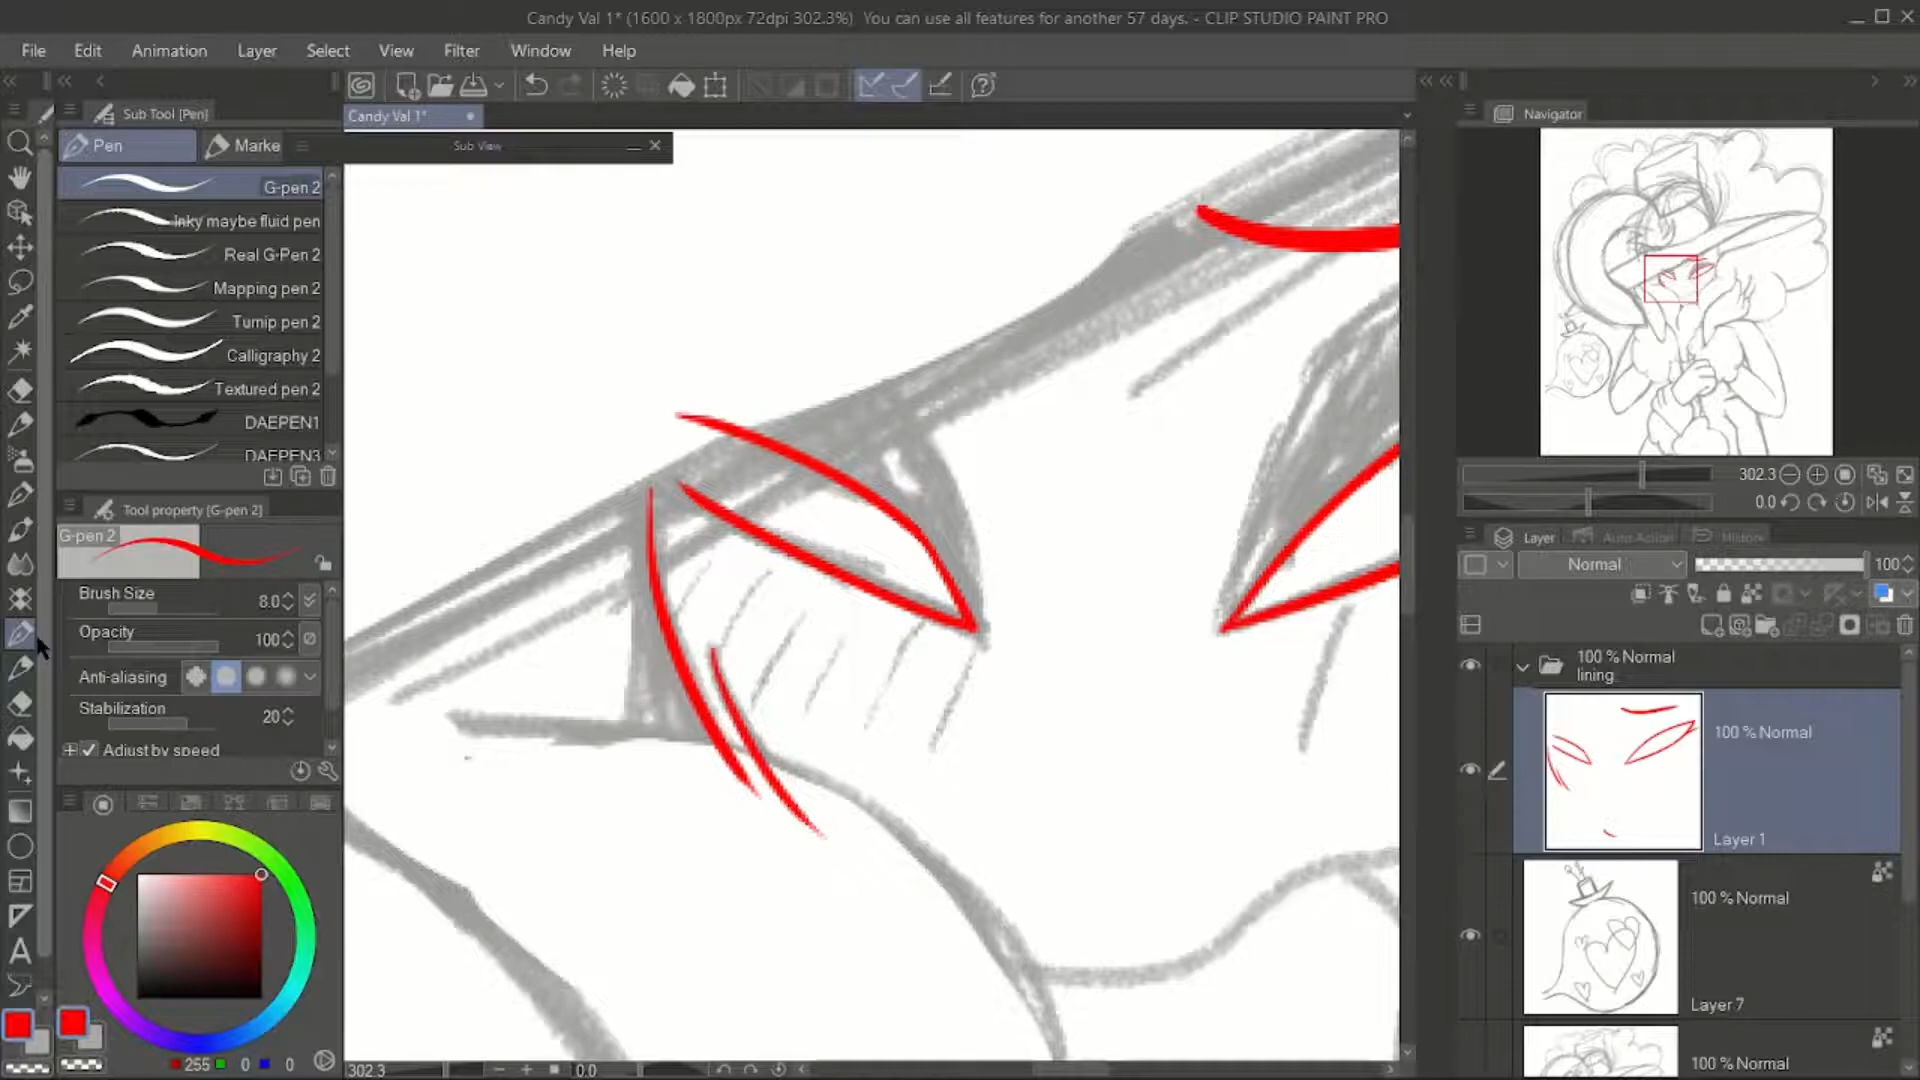 Candy Val 1* (1600 x 1800px 72dpi 302.3%) You can use all features for another 57 days. - CLIP STUDIO PAINT PRO
File Edit Animation Layer Select View Filter Window Help
Sub Tool [Pen]
Candy Val 1*
Navigator
Pen
Marke
Sub View
G-pen 2
Inky maybe fluid pen
Real G-Pen 2
Mapping pen 2
Turnip pen 2
Calligraphy 2
Textured pen 2
DAEPEN1
DAEPEN3
302.3
0.0
Tool property [G-pen 2]
G-pen 2
Layer
Auto Action
History
Normal
100
Brush Size
8.0
Opacity
100
Anti-aliasing
Stabilization
20
Adjust by speed
100 % Normal
lining
100 % Normal
Layer 1
100 % Normal
Layer 7
100 % Normal
255 0 0
302.3
0.0